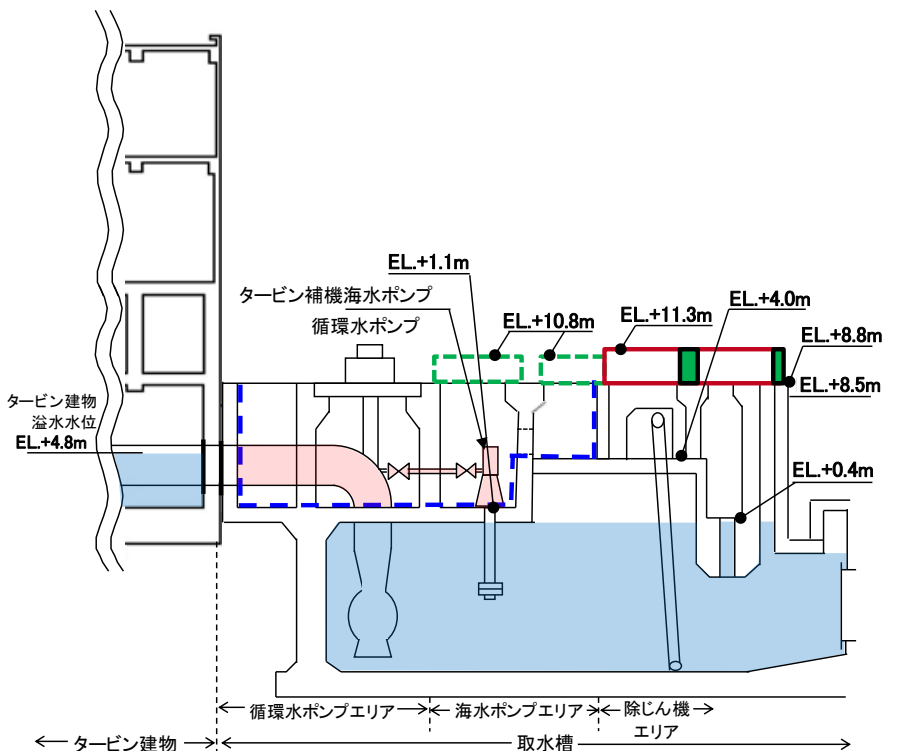 EL.+1.1m
タービン補機海水ポンプ
循環水ポンプ
EL.+10.8m
EL.+11.3m
EL.+4.0m
EL.+8.8m
EL.+8.5m
タービン建物
溢水水位
EL.+4.8m
EL.+0.4m
循環水ポンプエリア
海水ポンプエリア
除じん機
エリア
タービン建物
取水槽